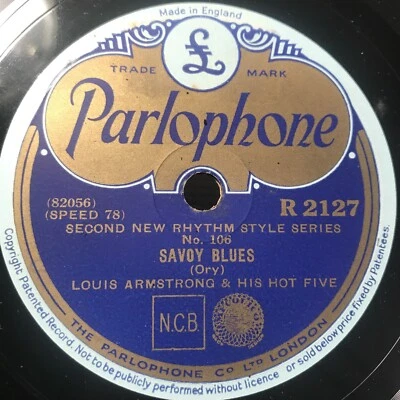 Made in England
£
TRADE MARK
Parlophone
(82056)
(SPEED 78)
R 2127
SECOND NEW RHYTHM STYLE SERIES
No. 106
SAVOY BLUES
(Ory)
LOUIS ARMSTRONG & HIS HOT FIVE
N.C.B.
THE PARLOPHONE CO LTD LONDON
Copyright Patented Record. Not to be publicly performed without licence or sold below price fixed by Patentees.